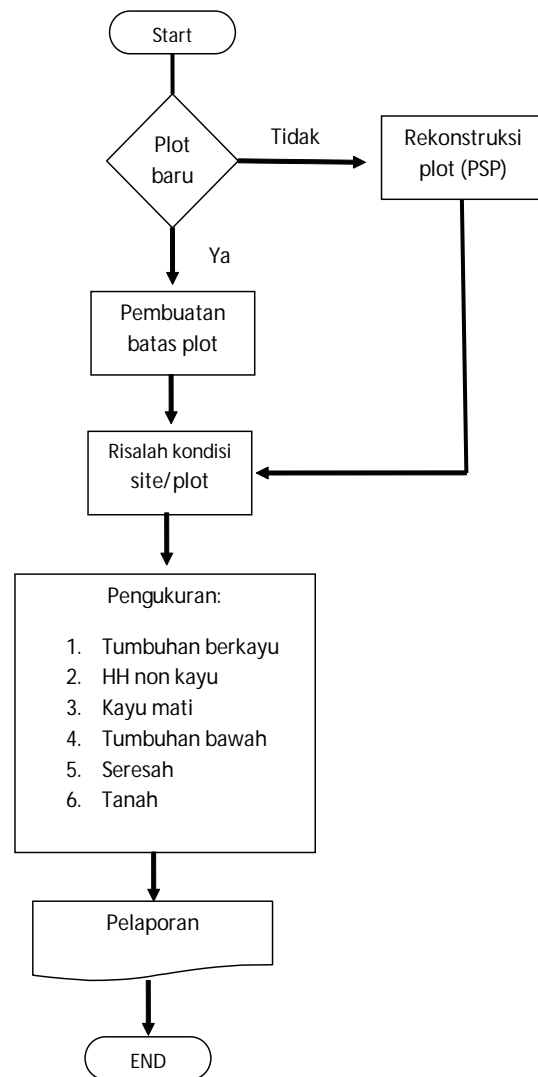 Start
Plot
baru
Tidak
Rekonstruksi
plot (PSP)
Ya
Pembuatan
batas plot
Risalah kondisi
site/plot
Pengukuran:
1. Tumbuhan berkayu
2. HH non kayu
3. Kayu mati
4. Tumbuhan bawah
5. Seresah
6. Tanah
Pelaporan
END